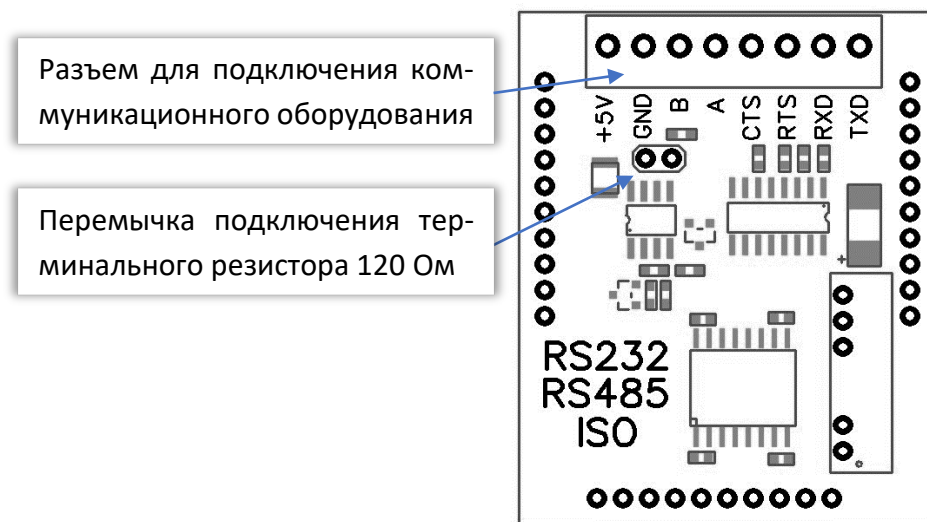 Разъем для подключения ком-
муникационного оборудования
+5V GND B A CTS RTS RXD TXD
Перемычка подключения тер-
минального резистора 120 Ом
+
RS232
RS485
ISO